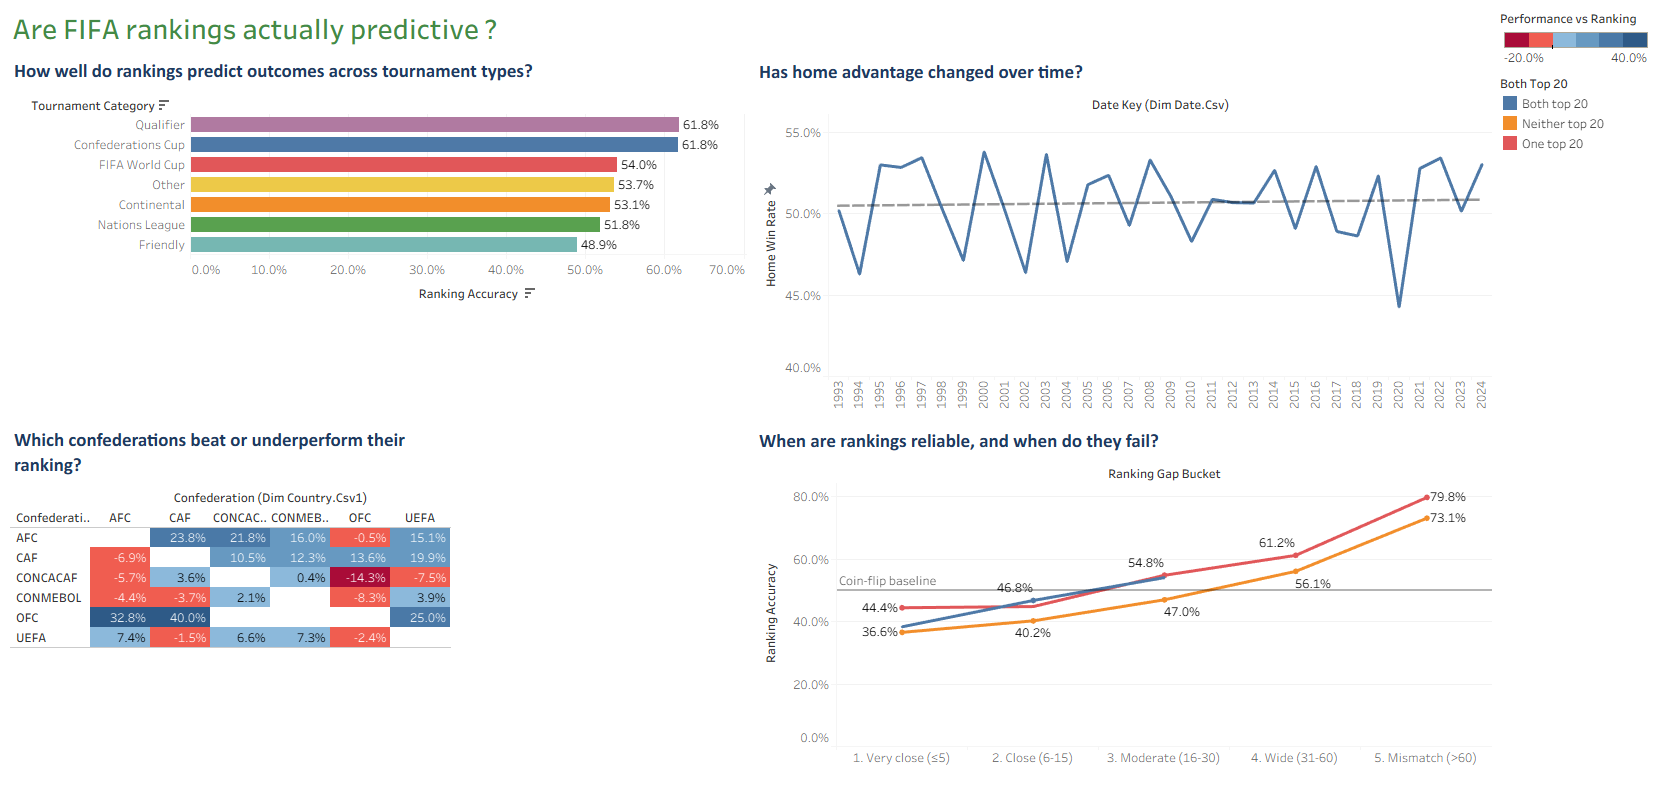 Are FIFA rankings actually predictive ?
How well do rankings predict outcomes across tournament types?
Tournament Category
Qualifier 61.8%
Confederations Cup 61.8%
FIFA World Cup 54.0%
Other 53.7%
Continental 53.1%
Nations League 51.8%
Friendly 48.9%
0.0% 10.0% 20.0% 30.0% 40.0% 50.0% 60.0% 70.0%
Ranking Accuracy
Has home advantage changed over time?
Date Key (Dim Date.Csv)
Home Win Rate
55.0%
50.0%
45.0%
40.0%
1993 1994 1995 1996 1997 1998 1999 2000 2001 2002 2003 2004 2005 2006 2007 2008 2009 2010 2011 2012 2013 2014 2015 2016 2017 2018 2019 2020 2021 2022 2023 2024
Performance vs Ranking
-20.0% 40.0%
Both Top 20
Both top 20
Neither top 20
One top 20
Which confederations beat or underperform their
ranking?
Confederation (Dim Country.Csv1)
Confederati.. AFC CAF CONCAC.. CONMEB.. OFC UEFA
AFC 23.8% 21.8% 16.0% -0.5% 15.1%
CAF -6.9% 10.5% 12.3% 13.6% 19.9%
CONCACAF -5.7% 3.6% 0.4% -14.3% -7.5%
CONMEBOL -4.4% -3.7% 2.1% -8.3% 3.9%
OFC 32.8% 40.0% 25.0%
UEFA 7.4% -1.5% 6.6% 7.3% -2.4%
When are rankings reliable, and when do they fail?
Ranking Gap Bucket
Ranking Accuracy
80.0%
60.0%
40.0%
20.0%
0.0%
Coin-flip baseline
79.8%
73.1%
61.2%
56.1%
54.8%
47.0%
46.8%
40.2%
44.4%
36.6%
1. Very close (≤5) 2. Close (6-15) 3. Moderate (16-30) 4. Wide (31-60) 5. Mismatch (>60)